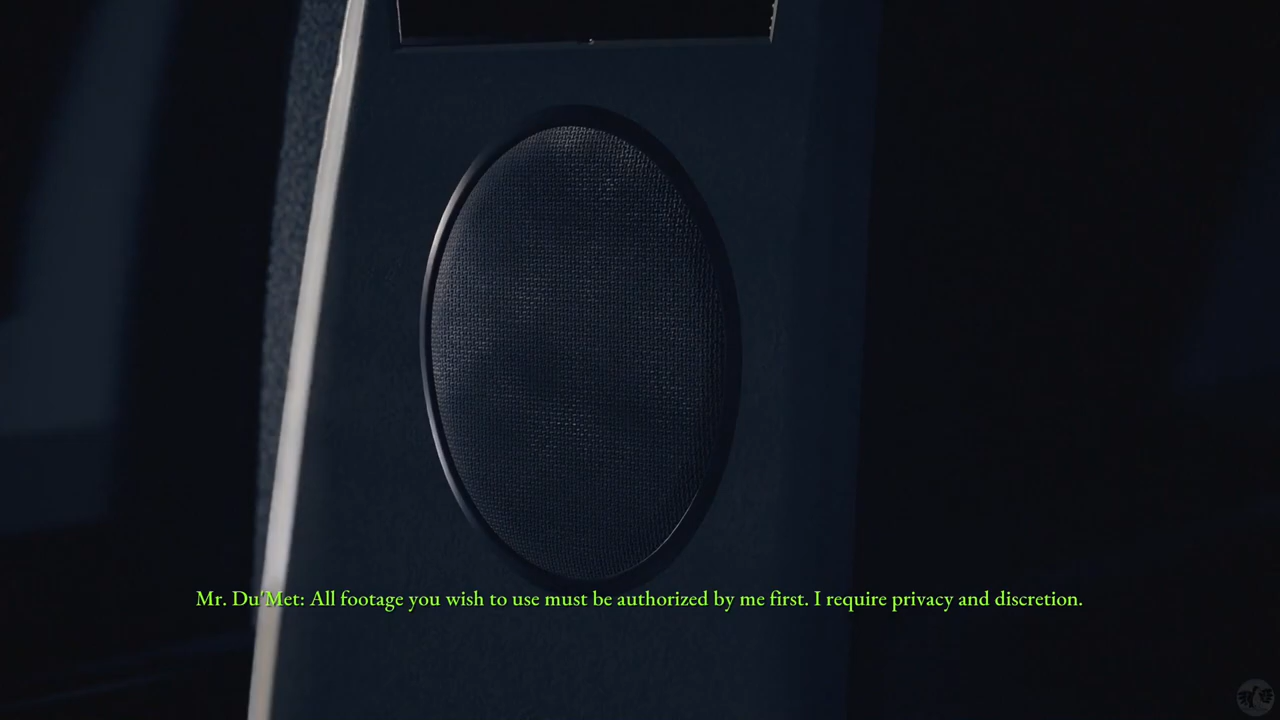 Mr. Du'Met: All footage you wish to use must be authorized by me first. I require privacy and discretion.